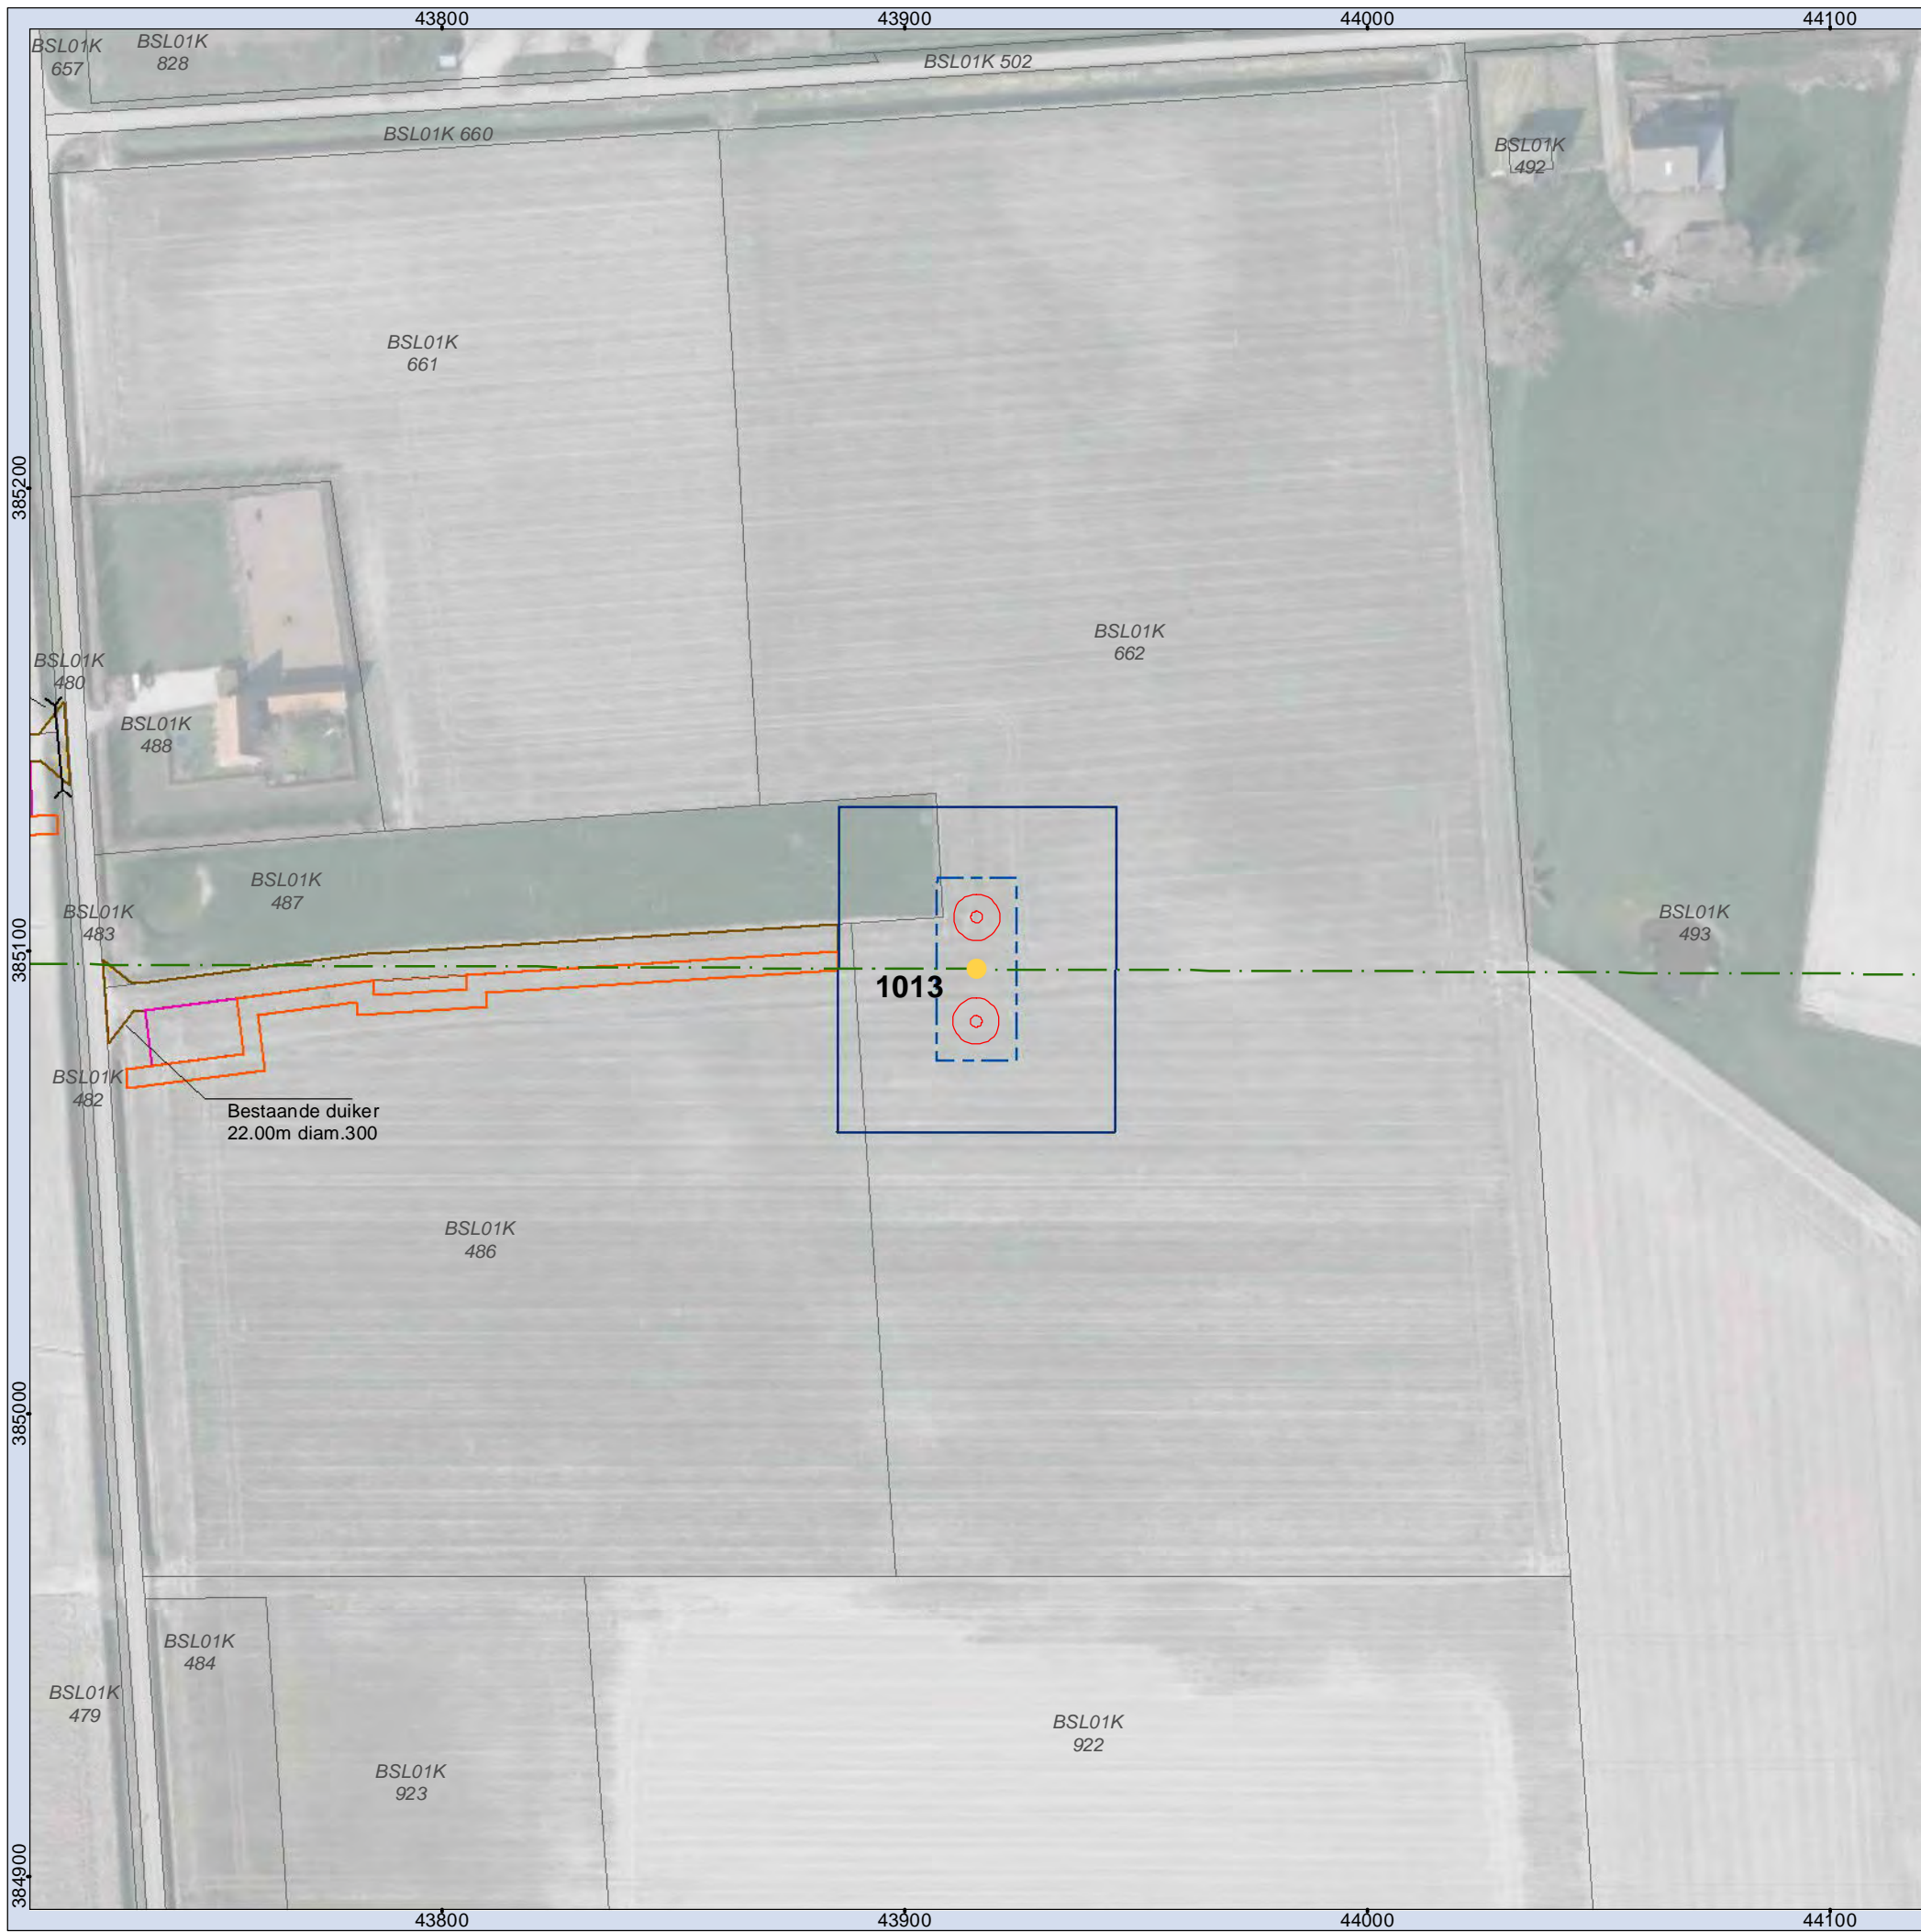 43800
43900
44000
44100
BSL01K
657
BSL01K
828
BSL01K 502
BSL01K 660
BSL01K
492
BSL01K
661
385200
BSL01K
662
BSL01K
480
BSL01K
488
BSL01K
487
BSL01K
483
BSL01K
493
385100
1013
BSL01K
482
Bestaande duiker
22.00m diam.300
BSL01K
486
385000
BSL01K
484
BSL01K
479
BSL01K
922
BSL01K
923
384900
43800
43900
44000
44100